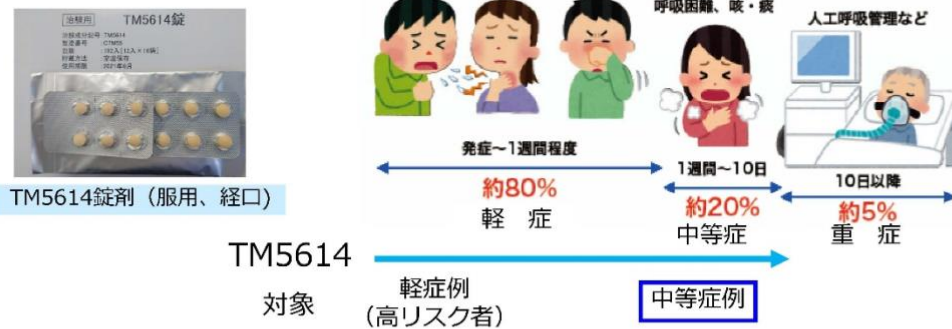 治験用 TM5614錠
TM5614錠剤（服用、経口）
呼吸困難、咳・痰
人工呼吸管理など
発症～1週間程度
1週間～10日
10日以降
約80%
約20%
約5%
軽 症
中等症
重 症
TM5614
対象
軽症例
（高リスク者）
中等症例